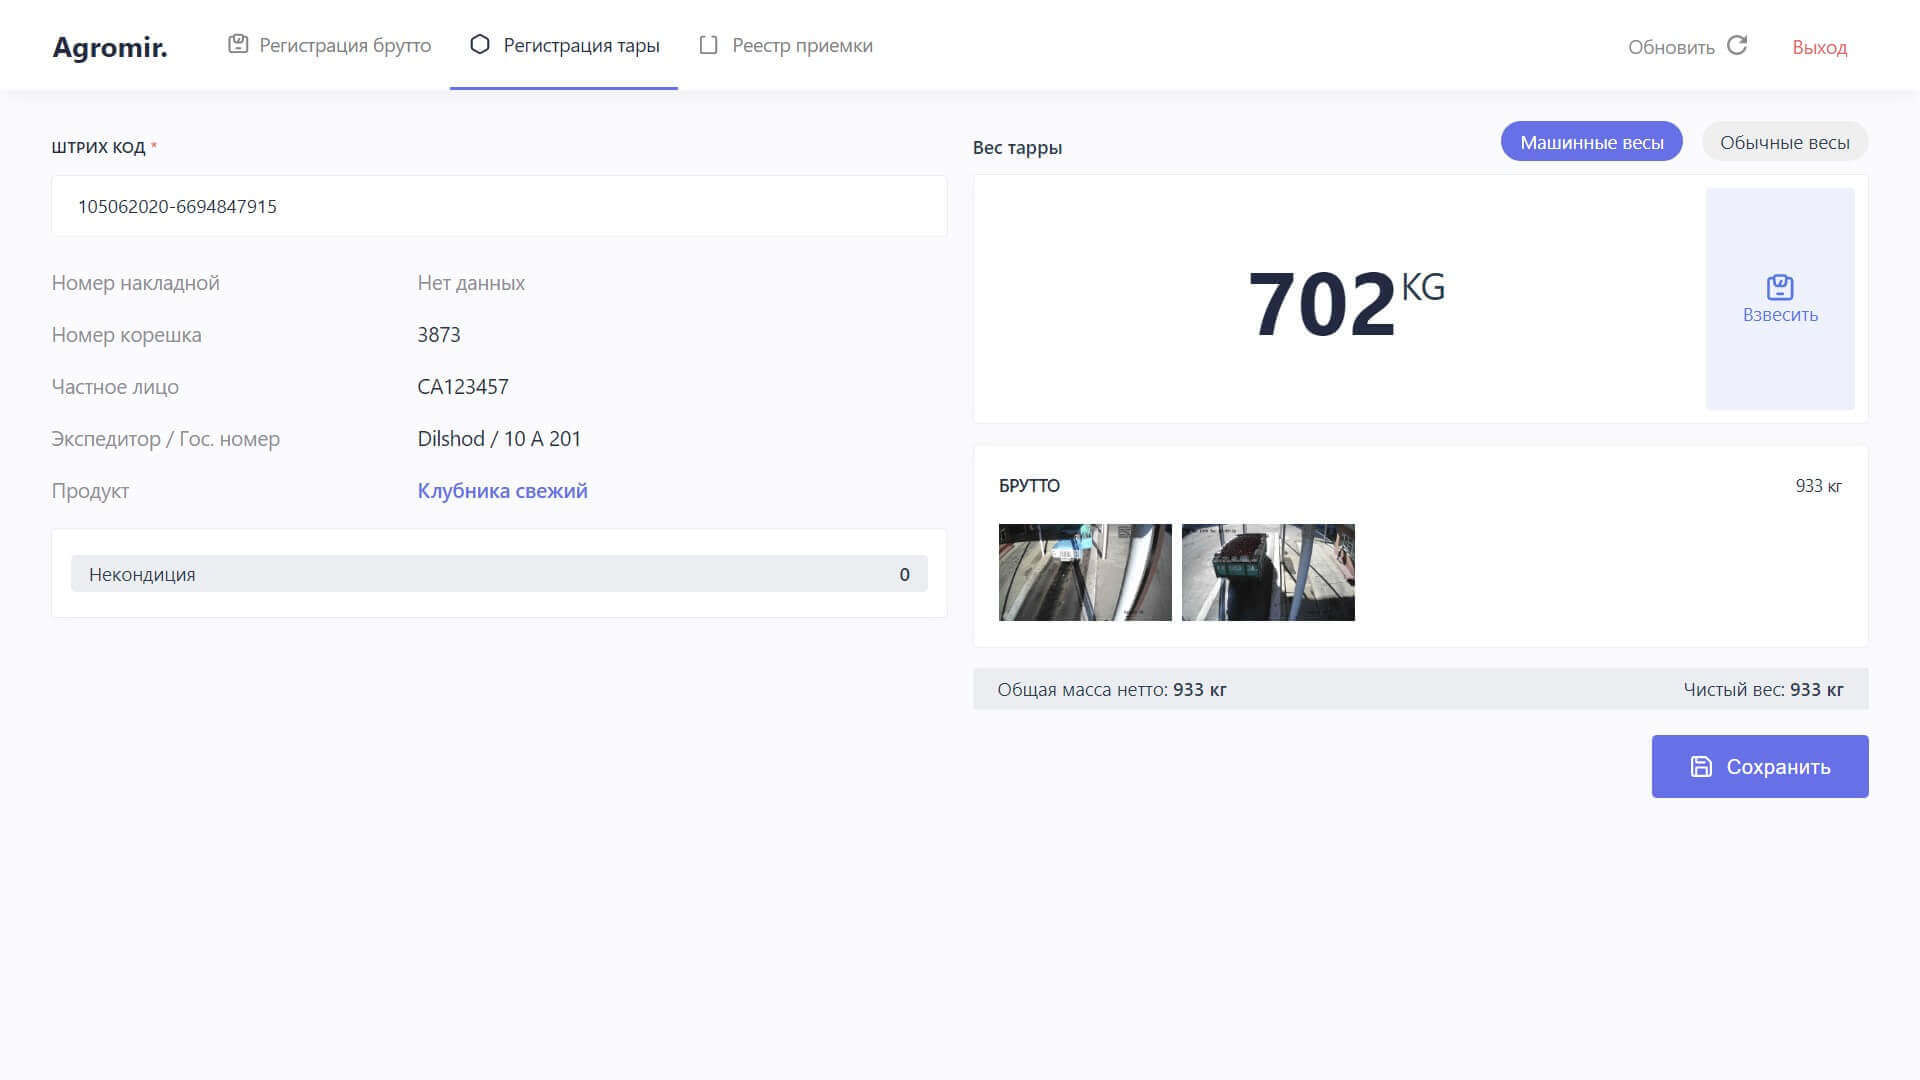 Agromir.
Регистрация брутто
Регистрация тары
Реестр приемки
Обновить
Выход
ШТРИХ КОД *
105062020-6694847915
Номер накладной Нет данных
Номер корешка 3873
Частное лицо CA123457
Экспедитор / Гос. номер Dilshod / 10 A 201
Продукт Клубника свежий
Некондиция 0
Вес тарры
Машинные весы
Обычные весы
702 KG
Взвесить
БРУТТО 933 кг
Общая масса нетто: 933 кг Чистый вес: 933 кг
Сохранить